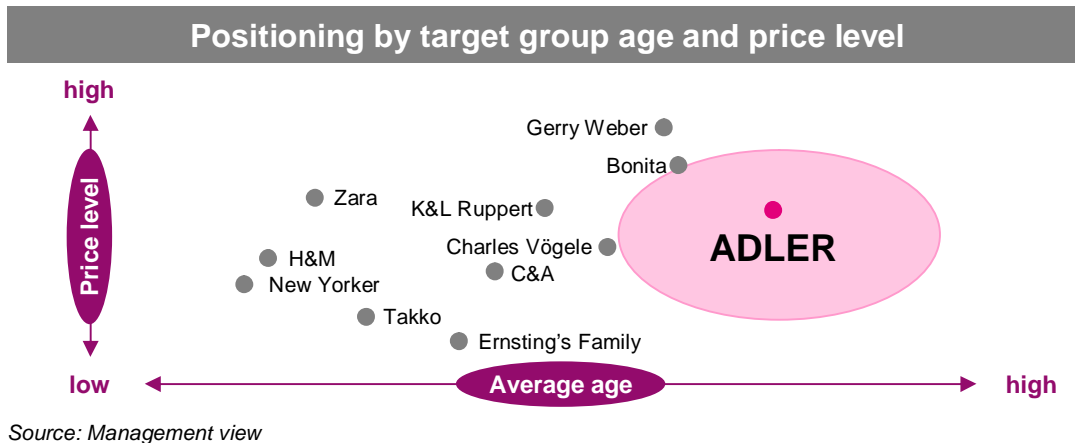 Positioning by target group age and price level
high
Gerry Weber
Bonita
Zara
K&L Ruppert
Price level
Charles Vögele
ADLER
H&M
C&A
New Yorker
Takko
Ernsting's Family
low
Average age
high
Source: Management view